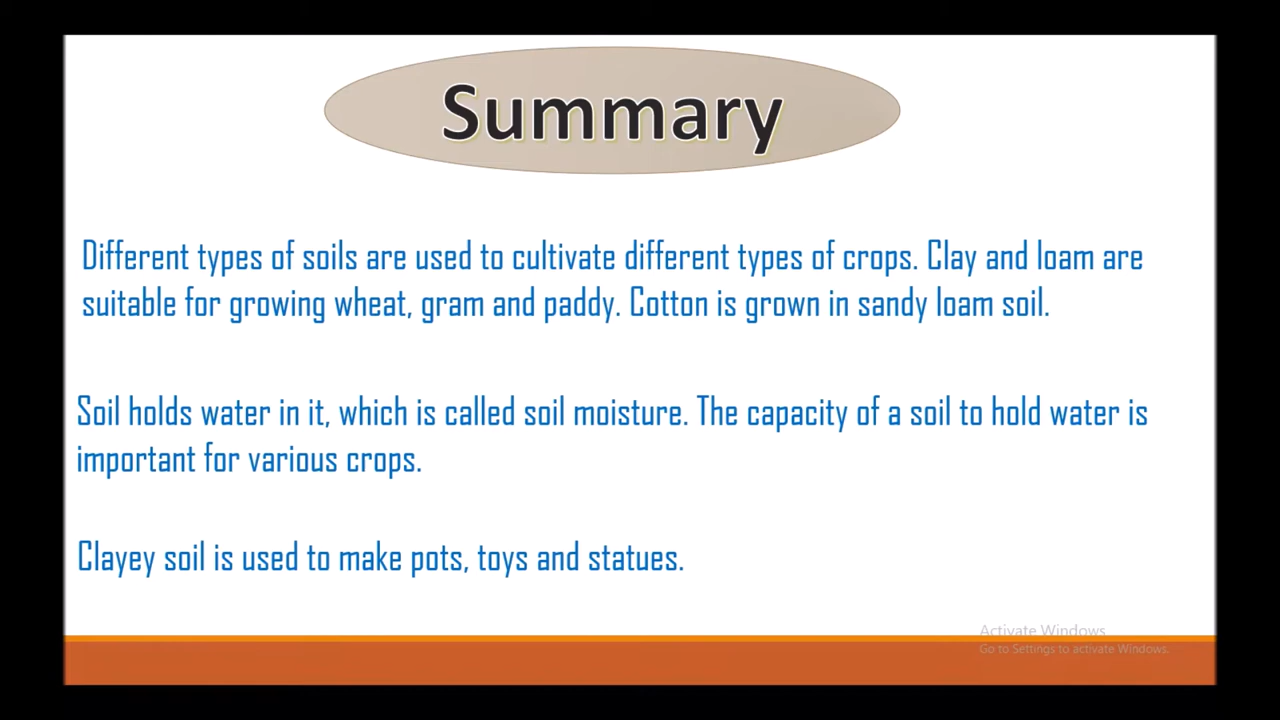 Summary
Different types of soils are used to cultivate different types of crops. Clay and loam are
suitable for growing wheat, gram and paddy. Cotton is grown in sandy loam soil.
Soil holds water in it, which is called soil moisture. The capacity of a soil to hold water is
important for various crops.
Clayey soil is used to make pots, toys and statues.
Activate Windows
Go to Settings to activate Windows.